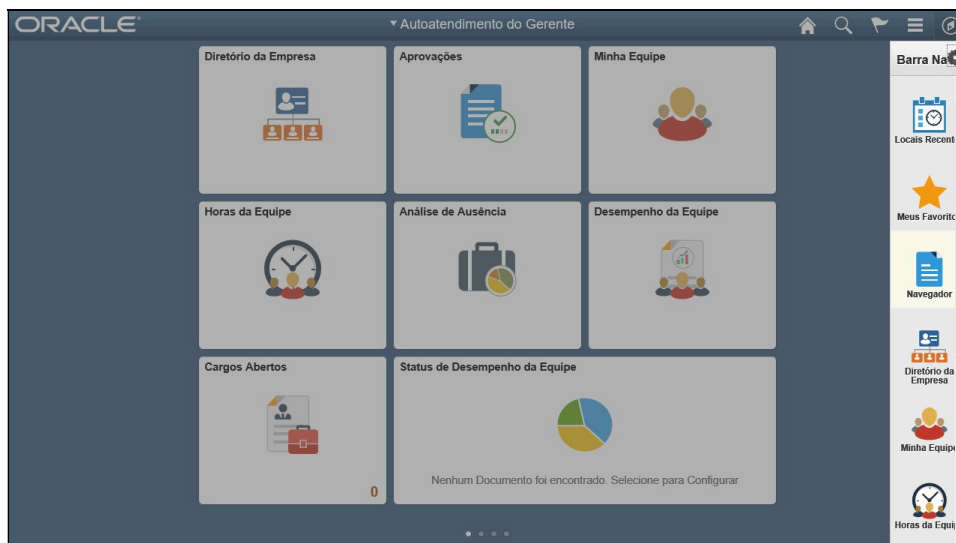 ORACLE
Autoatendimento do Gerente
Diretório da Empresa
Aprovações
Minha Equipe
Horas da Equipe
Análise de Ausência
Desempenho da Equipe
Cargos Abertos
0
Status de Desempenho da Equipe
Nenhum Documento foi encontrado. Selecione para Configurar
Barra Na
Locais Recent
Meus Favorito
Navegador
Diretório da
Empresa
Minha Equipe
Horas da Equip